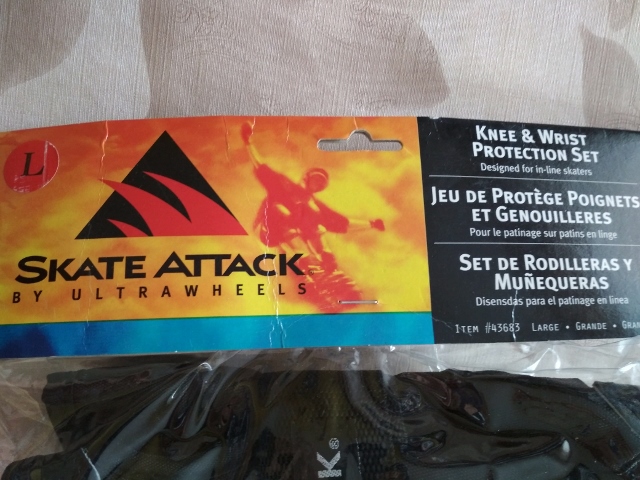 L
SKATE ATTACK
BY ULTRAWHEELS
KNEE & WRIST
PROTECTION SET
Designed for in-line skaters
JEU DE PROTÈGE POIGNETS
ET GENOUILLERES
Pour le patinage sur patins en linge
SET DE RODILLERAS Y
MUÑEQUERAS
Disensdas para el patinage en linea
ITEM #43683 LARGE • GRANDE •
K